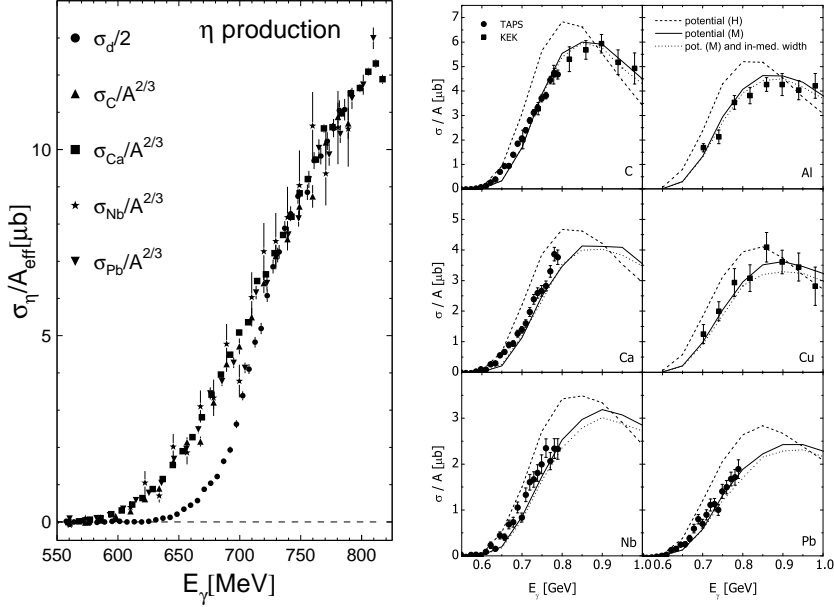 η production
σd/2
σC/A2/3
σCa/A2/3
σNb/A2/3
σPb/A2/3
ση/Aeff[μb]
10
5
0
550 600 650 700 750 800
Eγ[MeV]
TAPS
KEK
potential (H)
potential (M)
pot. (M) and in-med. width
σ / A [μb]
7
6
5
4
3
2
1
0
C
Al
σ / A [μb]
5
4
3
2
1
0
Ca
Cu
σ / A [μb]
3
2
1
0
Nb
Pb
0.5 0.6 0.7 0.8 0.9 1.0
0.6 0.7 0.8 0.9 1.0
Eγ [GeV]
Eγ [GeV]